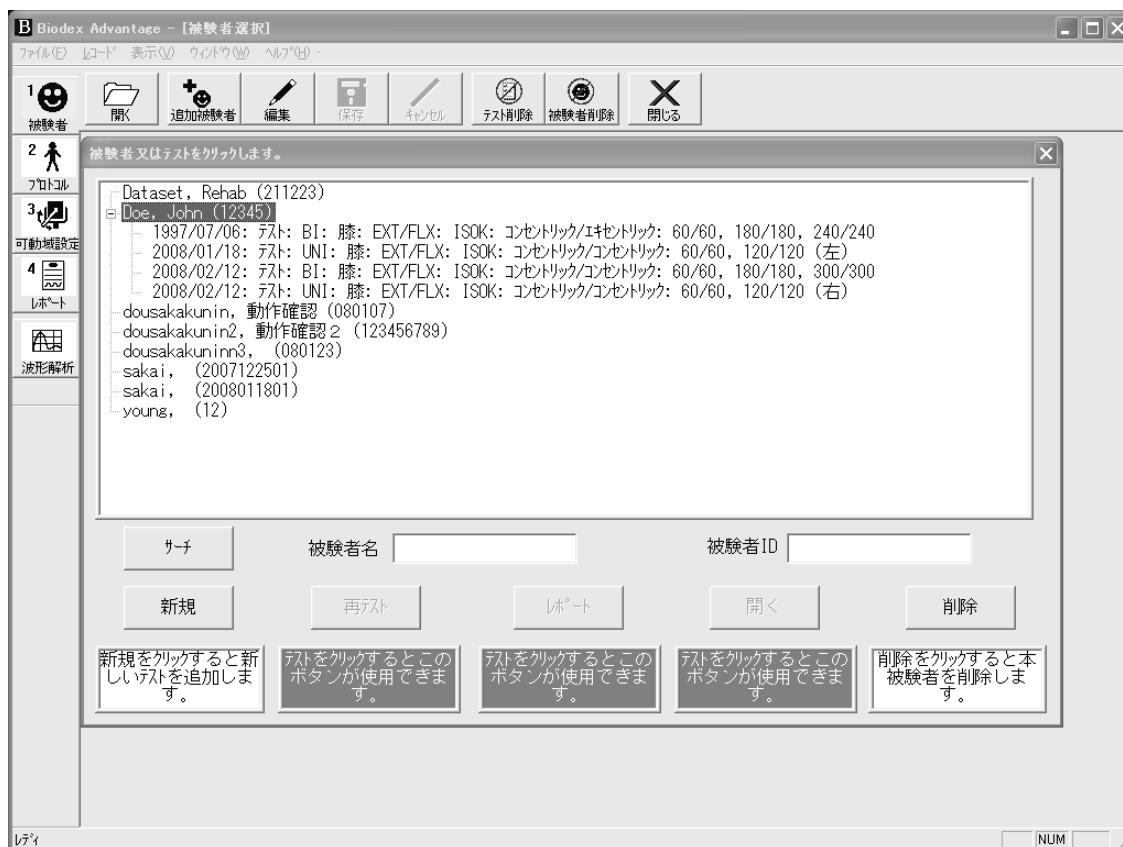 B Biodex Advantage - [被験者選択]
ﾌｧｲﾙ(F) ﾚｺｰﾄﾞ 表示(V) ｳｨﾝﾄﾞｳ(W) ﾍﾙﾌﾟ(H) -
1
被験者
開く
追加被験者
編集
保存
ｷｬﾝｾﾙ
ﾃｽﾄ削除
被験者削除
閉じる
2
ﾌﾟﾛﾄｺﾙ
3
可動域設定
4
ﾚﾎﾟｰﾄ
波形解析
被験者又はﾃｽﾄをｸﾘｯｸします。
Dataset, Rehab (211223)
Doe, John (12345)
1997/07/06: ﾃｽﾄ: BI: 膝: EXT/FLX: ISOK: ｺﾝｾﾝﾄﾘｯｸ/ｴｷｾﾝﾄﾘｯｸ: 60/60, 180/180, 240/240
2008/01/18: ﾃｽﾄ: UNI: 膝: EXT/FLX: ISOK: ｺﾝｾﾝﾄﾘｯｸ/ｺﾝｾﾝﾄﾘｯｸ: 60/60, 120/120 (左)
2008/02/12: ﾃｽﾄ: BI: 膝: EXT/FLX: ISOK: ｺﾝｾﾝﾄﾘｯｸ/ｺﾝｾﾝﾄﾘｯｸ: 60/60, 180/180, 300/300
2008/02/12: ﾃｽﾄ: UNI: 膝: EXT/FLX: ISOK: ｺﾝｾﾝﾄﾘｯｸ/ｺﾝｾﾝﾄﾘｯｸ: 60/60, 120/120 (右)
dousakakunin, 動作確認 (080107)
dousakakunin2, 動作確認２ (123456789)
dousakakuninn3, (080123)
sakai, (2007122501)
sakai, (2008011801)
young, (12)
ｻｰﾁ
被験者名
被験者ID
新規
再ﾃｽﾄ
ﾚﾎﾟｰﾄ
開く
削除
新規をｸﾘｯｸすると新
しいﾃｽﾄを追加しま
す。
ﾃｽﾄをｸﾘｯｸするとこの
ボタンが使用できま
す。
ﾃｽﾄをｸﾘｯｸするとこの
ボタンが使用できま
す。
ﾃｽﾄをｸﾘｯｸするとこの
ボタンが使用できま
す。
削除をｸﾘｯｸすると本
被験者を削除しま
す。
ﾚﾃﾞｨ
NUM